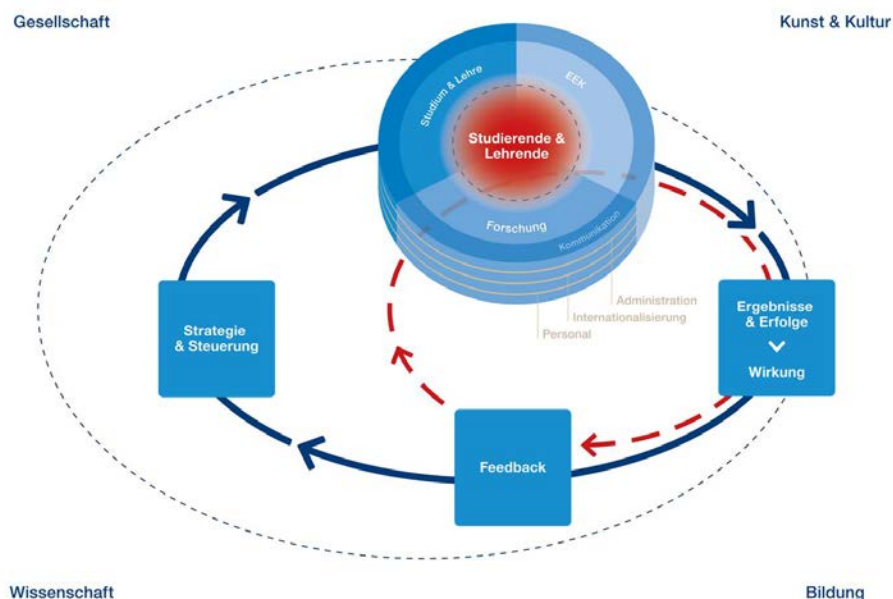 Gesellschaft
Kunst & Kultur
Studium & Lehre
EEK
Studierende &
Lehrende
Forschung
Kommunikation
Administration
Internationalisierung
Personal
Strategie
& Steuerung
Ergebnisse
& Erfolge
Wirkung
Feedback
Wissenschaft
Bildung